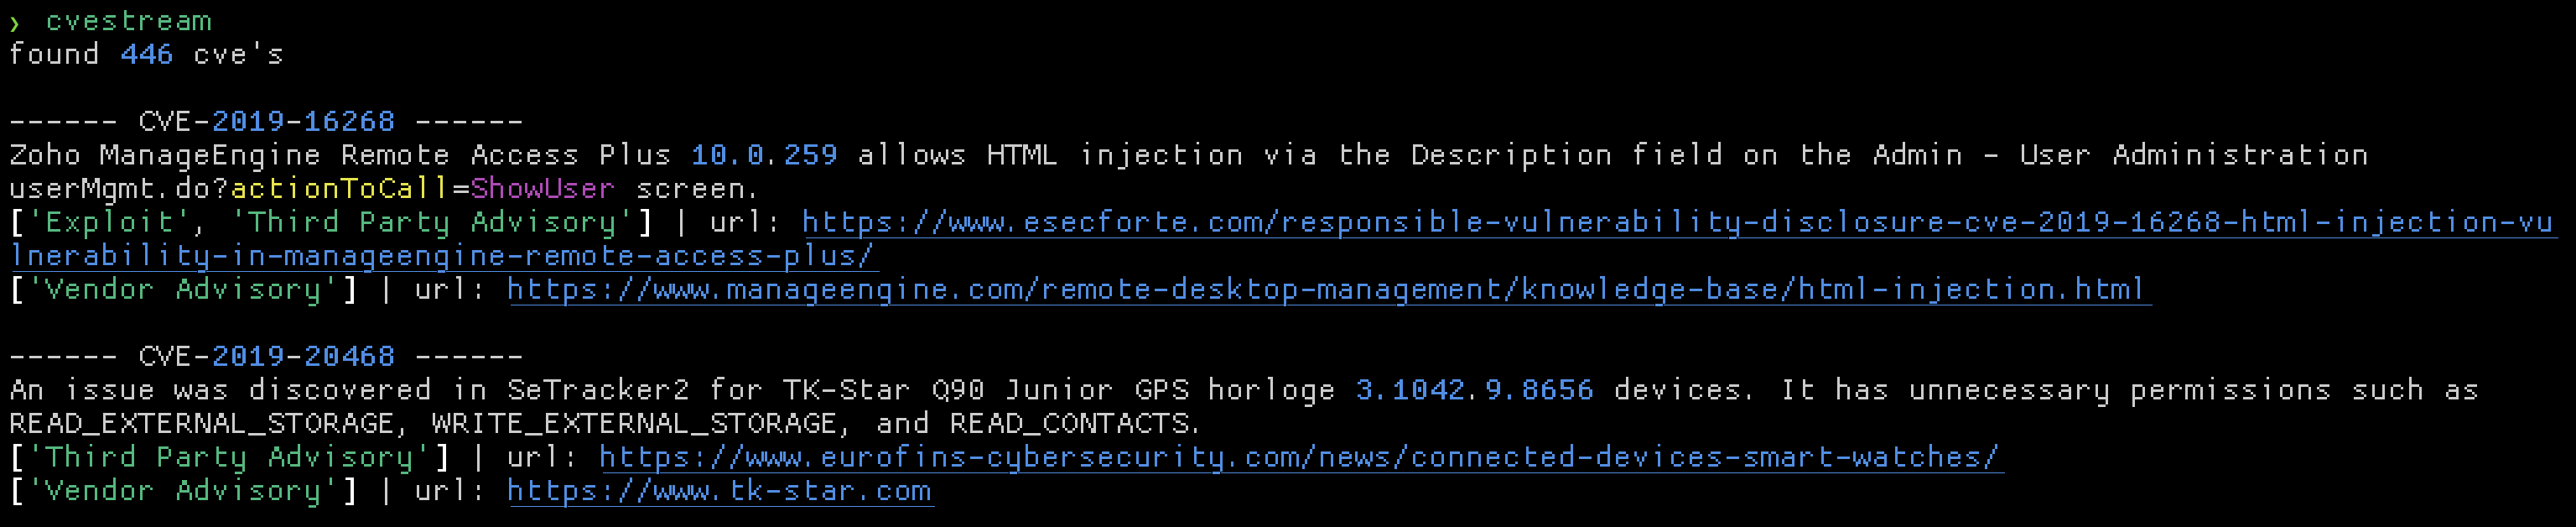 ❯ cvestream
found 446 cve's
------ CVE-2019-16268 ------
Zoho ManageEngine Remote Access Plus 10.0.259 allows HTML injection via the Description field on the Admin - User Administration
userMgmt.do?actionToCall=ShowUser screen.
['Exploit', 'Third Party Advisory'] | url: https://www.esecforte.com/responsible-vulnerability-disclosure-cve-2019-16268-html-injection-vu
lnerability-in-manageengine-remote-access-plus/
['Vendor Advisory'] | url: https://www.manageengine.com/remote-desktop-management/knowledge-base/html-injection.html
------ CVE-2019-20468 ------
An issue was discovered in SeTracker2 for TK-Star Q90 Junior GPS horloge 3.1042.9.8656 devices. It has unnecessary permissions such as
READ_EXTERNAL_STORAGE, WRITE_EXTERNAL_STORAGE, and READ_CONTACTS.
['Third Party Advisory'] | url: https://www.eurofins-cybersecurity.com/news/connected-devices-smart-watches/
['Vendor Advisory'] | url: https://www.tk-star.com